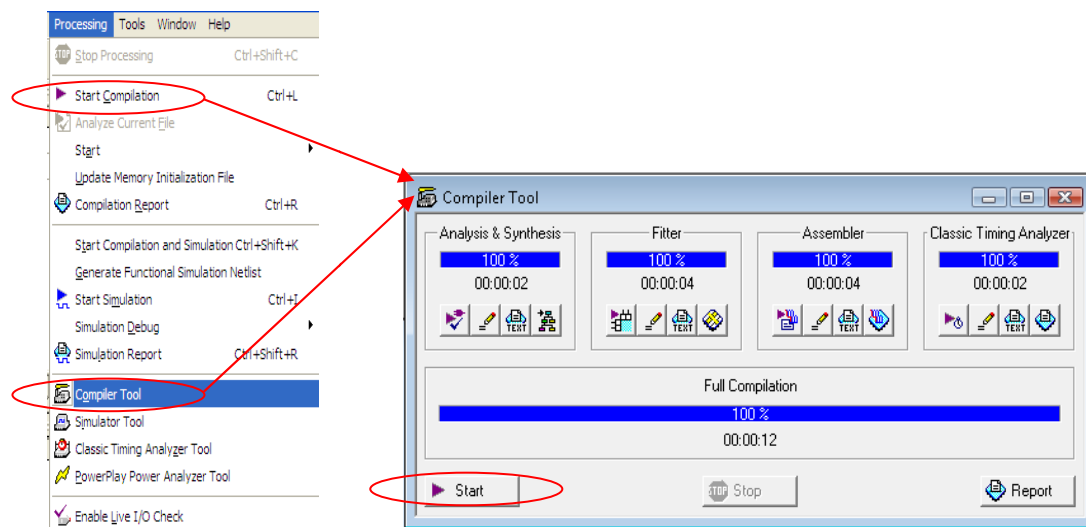 Processing Tools Window Help
Stop Processing Ctrl+Shift+C
Start Compilation Ctrl+L
Analyze Current File
Start
Update Memory Initialization File
Compilation Report Ctrl+R
Start Compilation and Simulation Ctrl+Shift+K
Generate Functional Simulation Netlist
Start Simulation Ctrl+I
Simulation Debug
Simulation Report Ctrl+Shift+R
Compiler Tool
Simulator Tool
Classic Timing Analyzer Tool
PowerPlay Power Analyzer Tool
Enable Live I/O Check
Compiler Tool
Analysis & Synthesis Fitter Assembler Classic Timing Analyzer
100 % 100 % 100 % 100 %
00:00:02 00:00:04 00:00:04 00:00:02
TEXT TEXT TEXT
Full Compilation
100 %
00:00:12
Start STOP Stop Report